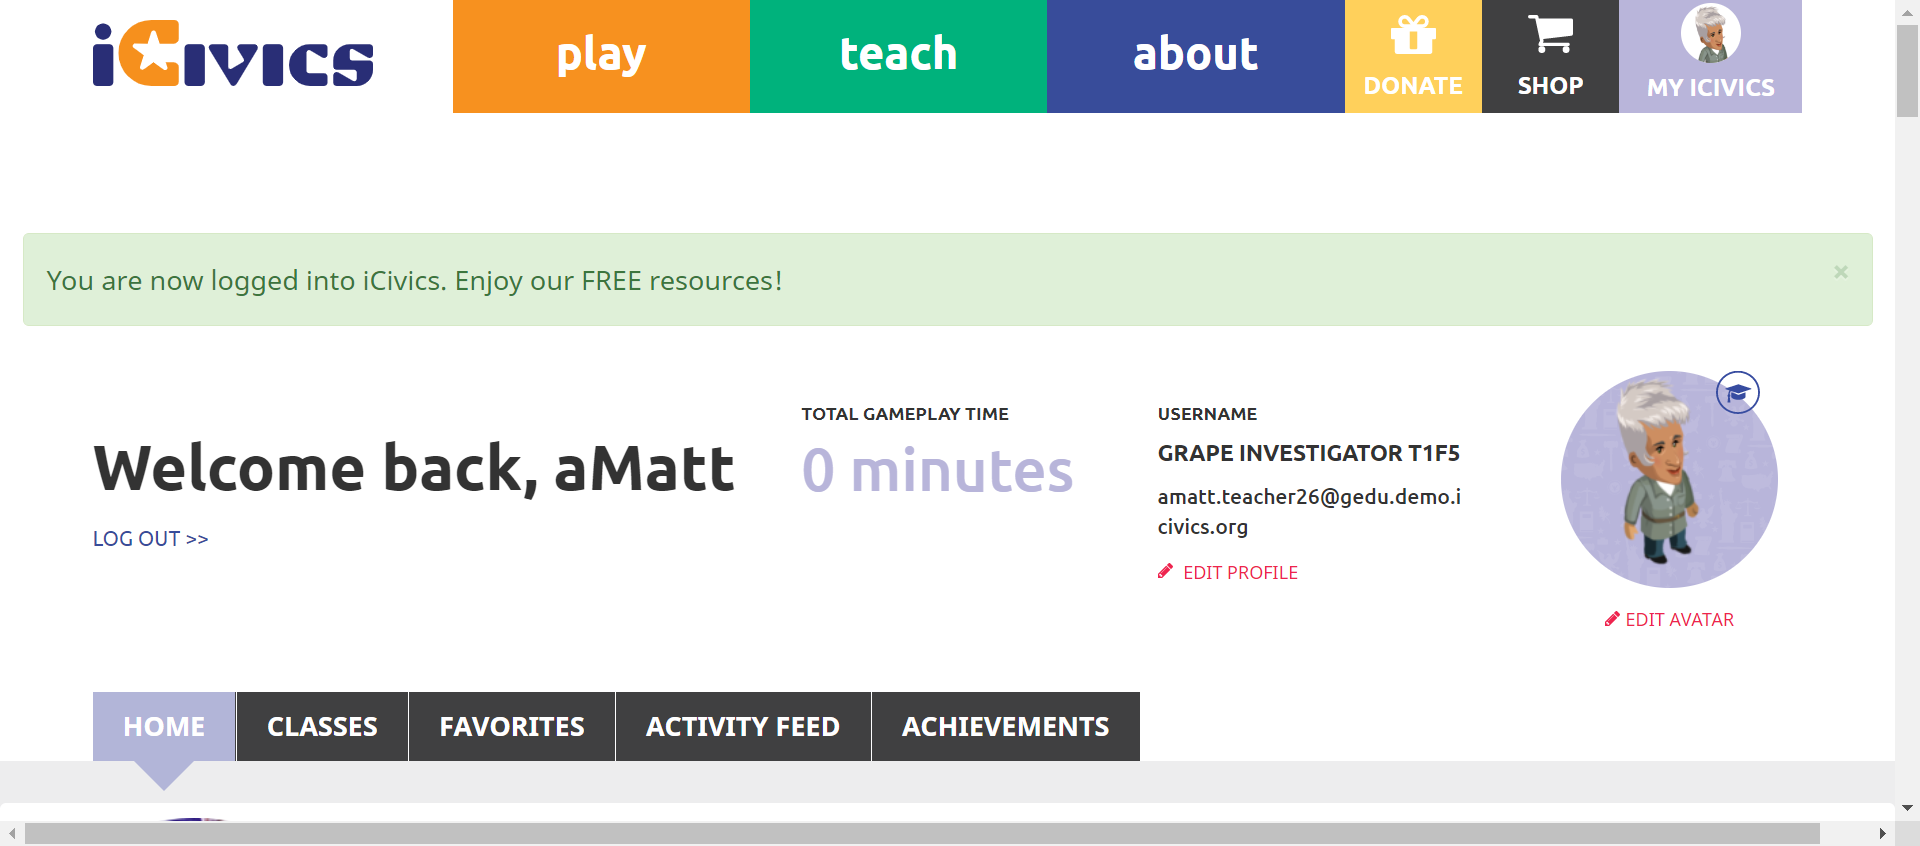 iCivics
play
teach
about
DONATE
SHOP
MY ICIVICS
You are now logged into iCivics. Enjoy our FREE resources!
×
Welcome back, aMatt
LOG OUT >>
TOTAL GAMEPLAY TIME
0 minutes
USERNAME
GRAPE INVESTIGATOR T1F5
amatt.teacher26@gedu.demo.i
civics.org
EDIT PROFILE
EDIT AVATAR
HOME
CLASSES
FAVORITES
ACTIVITY FEED
ACHIEVEMENTS